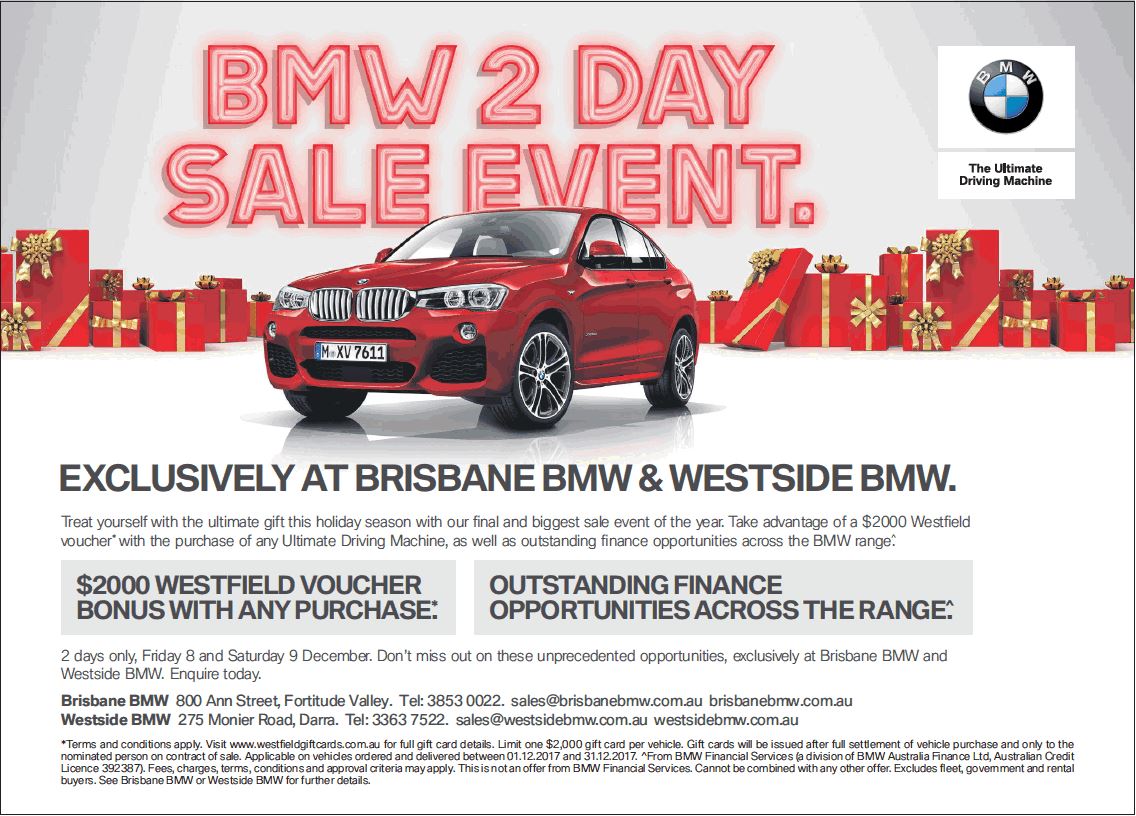 BMW 2 DAY
SALE EVENT.
BMW
The Ultimate
Driving Machine
M XV 7611
EXCLUSIVELY AT BRISBANE BMW & WESTSIDE BMW.
Treat yourself with the ultimate gift this holiday season with our final and biggest sale event of the year. Take advantage of a $2000 Westfield
voucher* with the purchase of any Ultimate Driving Machine, as well as outstanding finance opportunities across the BMW range^.
$2000 WESTFIELD VOUCHER
BONUS WITH ANY PURCHASE*.
OUTSTANDING FINANCE
OPPORTUNITIES ACROSS THE RANGE^.
2 days only, Friday 8 and Saturday 9 December. Don't miss out on these unprecedented opportunities, exclusively at Brisbane BMW and
Westside BMW. Enquire today.
Brisbane BMW 800 Ann Street, Fortitude Valley. Tel: 3853 0022. sales@brisbanebmw.com.au brisbanebmw.com.au
Westside BMW 275 Monier Road, Darra. Tel: 3363 7522. sales@westsidebmw.com.au westsidebmw.com.au
*Terms and conditions apply. Visit www.westfieldgiftcards.com.au for full gift card details. Limit one $2,000 gift card per vehicle. Gift cards will be issued after full settlement of vehicle purchase and only to the
nominated person on contract of sale. Applicable on vehicles ordered and delivered between 01.12.2017 and 31.12.2017. ^From BMW Financial Services (a division of BMW Australia Finance Ltd, Australian Credit
Licence 392387). Fees, charges, terms, conditions and approval criteria may apply. This is not an offer from BMW Financial Services. Cannot be combined with any other offer. Excludes fleet, government and rental
buyers. See Brisbane BMW or Westside BMW for further details.